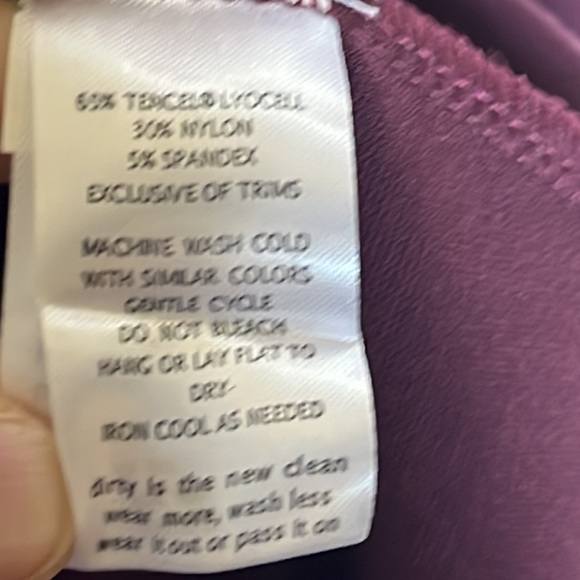 65% TENCEL® LYOCELL
30% NYLON
5% SPANDEX
EXCLUSIVE OF TRIMS
MACHINE WASH COLD
WITH SIMILAR COLORS
GENTLE CYCLE
DO NOT BLEACH
HANG OR LAY FLAT TO
DRY
IRON COOL AS NEEDED
dirty is the new clean
wear more, wash less
wear it out or pass it on